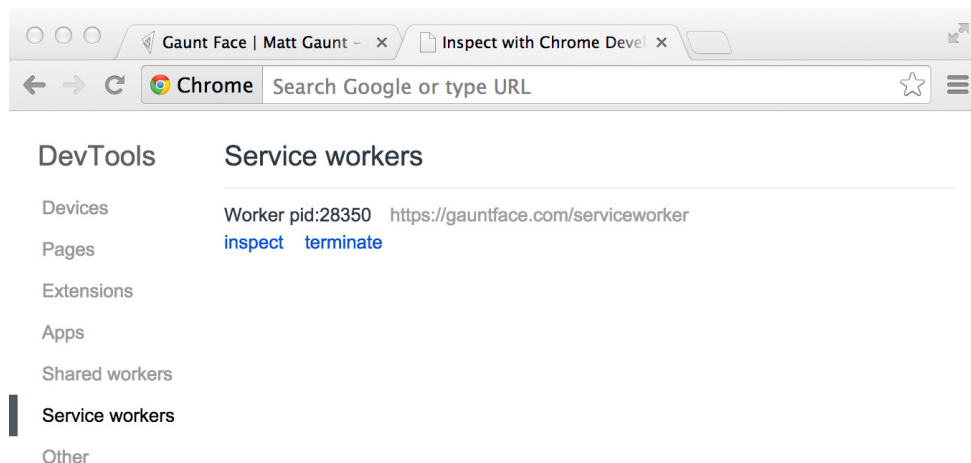 Gaunt Face | Matt Gaunt –
Inspect with Chrome Devel
Chrome
Search Google or type URL
DevTools
Service workers
Devices
Worker pid:28350 https://gauntface.com/serviceworker
inspect terminate
Pages
Extensions
Apps
Shared workers
Service workers
Other